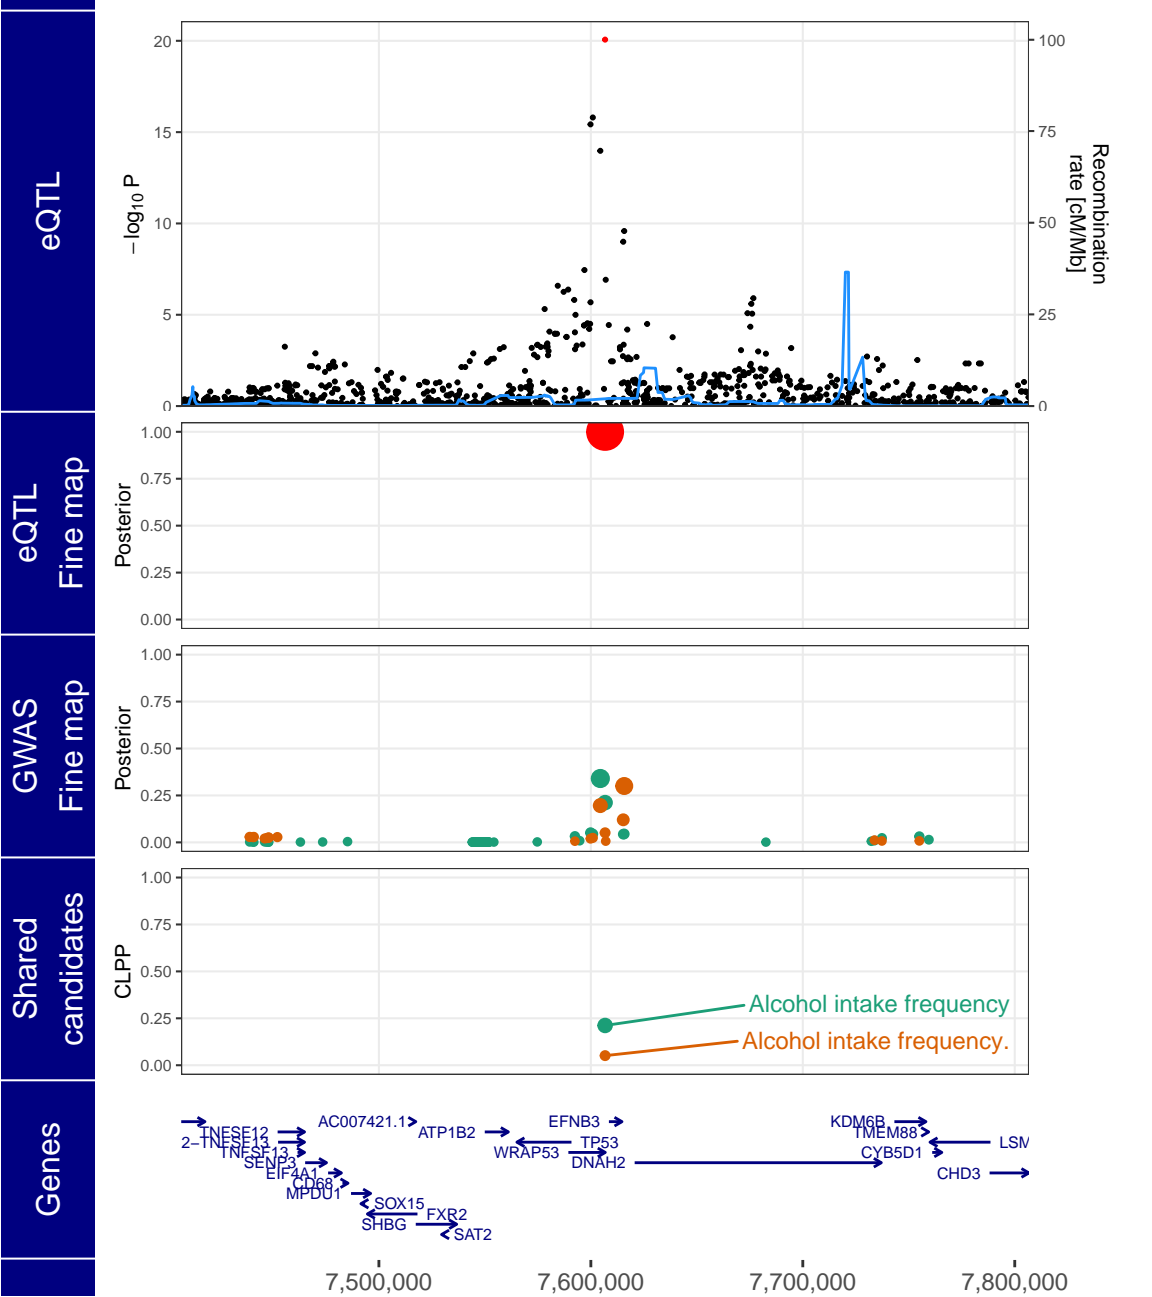 eQTL
−log10 P
20
15
10
5
0
100
75
50
25
0
Recombination
rate [cM/Mb]
eQTL
Fine map
Posterior
1.00
0.75
0.50
0.25
0.00
GWAS
Fine map
Posterior
1.00
0.75
0.50
0.25
0.00
Shared
candidates
CLPP
1.00
0.75
0.50
0.25
0.00
Alcohol intake frequency
Alcohol intake frequency.
Genes
AC007421.1 EFNB3 KDM6B
TNFSF12 ATP1B2 TMEM88
2−TNFSF13 TP53 LSM
TNFSF13 WRAP53 CYB5D1
SENP3 DNAH2
EIF4A1 CHD3
CD68
MPDU1
SOX15
FXR2
SHBG
SAT2
7,500,000 7,600,000 7,700,000 7,800,000